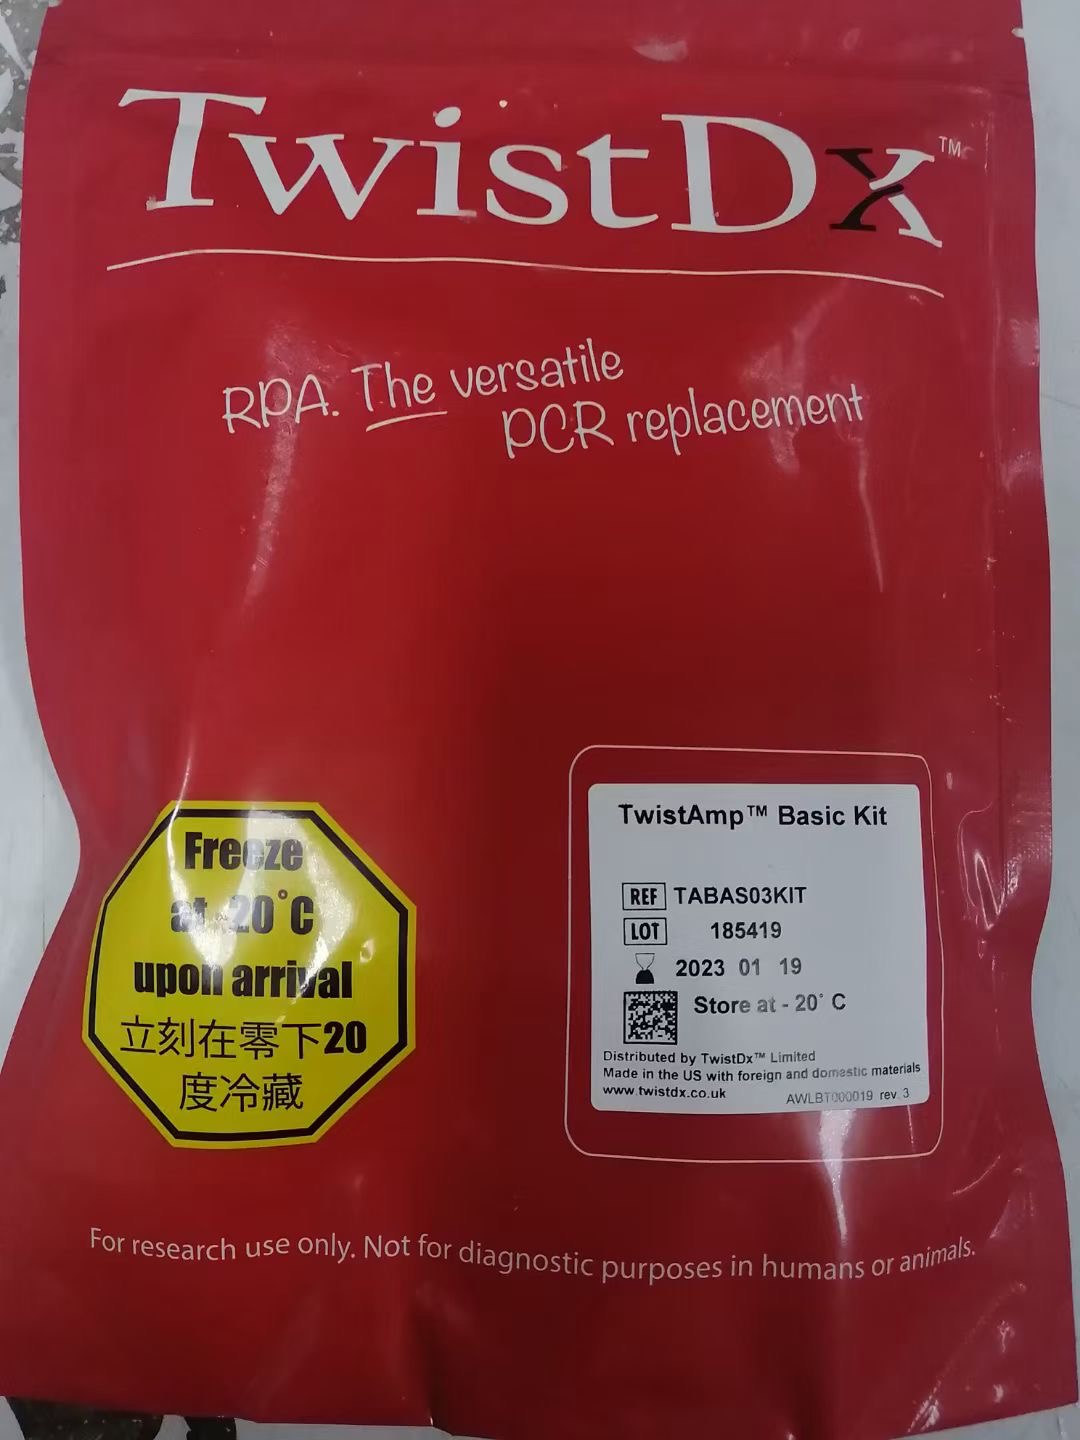 TwistDx™
RPA. The versatile
PCR replacement
Freeze
at -20°C
upon arrival
立刻在零下20
度冷藏
TwistAmp™ Basic Kit
REF TABAS03KIT
LOT 185419
2023 01 19
Store at - 20° C
Distributed by TwistDx™ Limited
Made in the US with foreign and domestic materials
www.twistdx.co.uk AWLBT000019 rev. 3
For research use only. Not for diagnostic purposes in humans or animals.